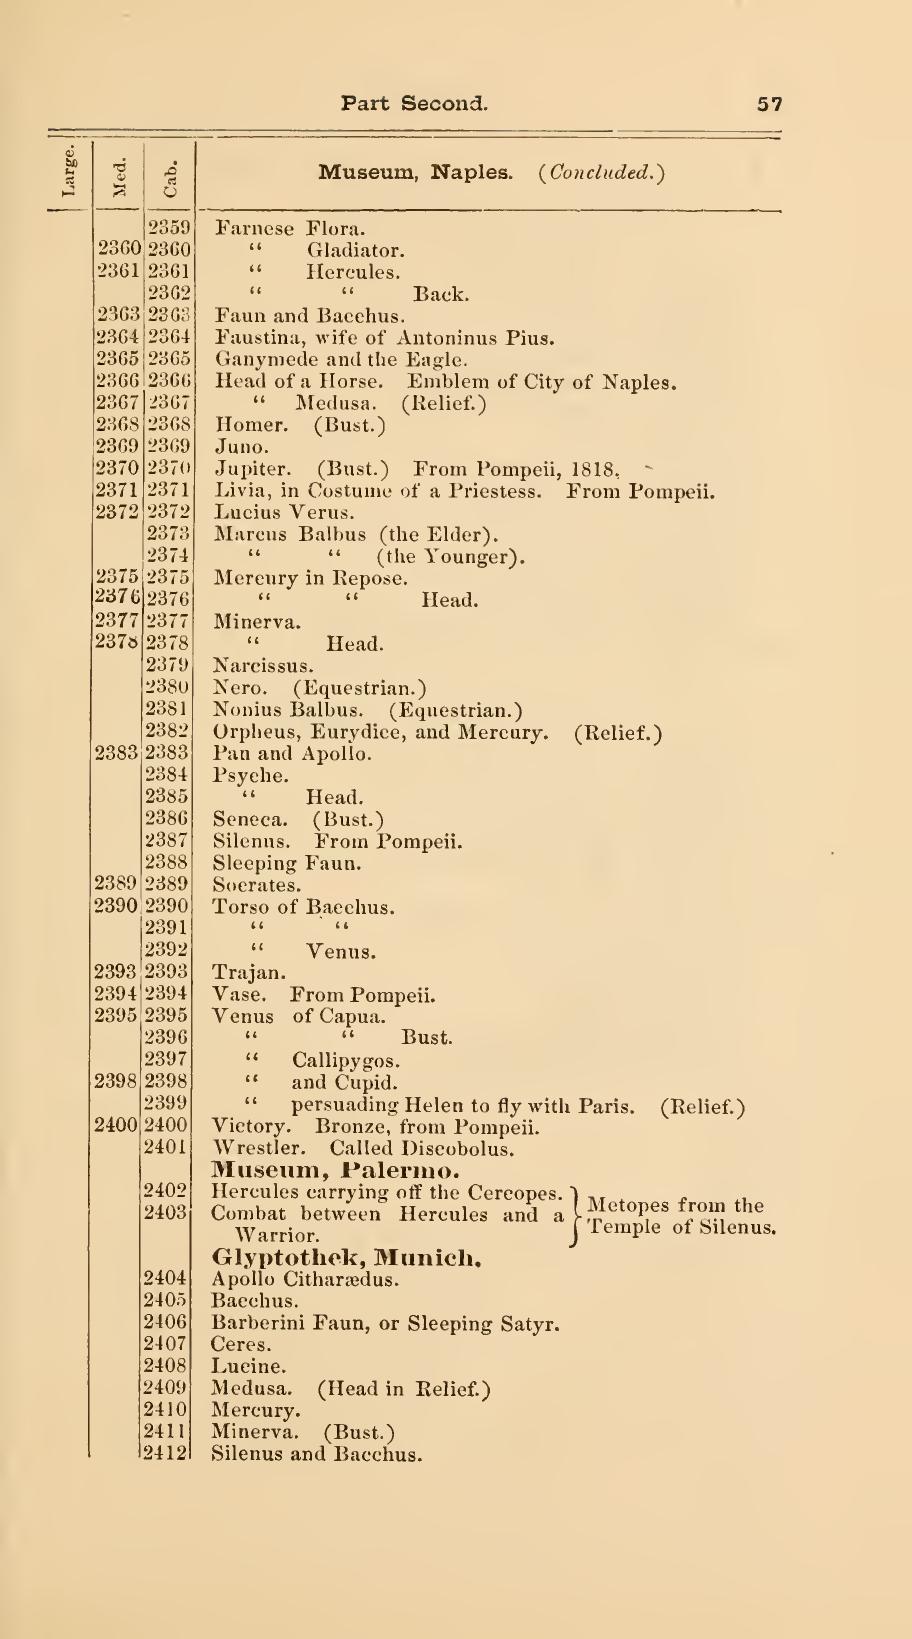 Part Second. 57
Large. Med. Cab. Museum, Naples. (Concluded.)
2359 Farnese Flora.
2360 2360 “ Gladiator.
2361 2361 “ Hercules.
2362 “ “ Back.
2363 2363 Faun and Bacchus.
2364 2364 Faustina, wife of Antoninus Pius.
2365 2365 Ganymede and the Eagle.
2366 2366 Head of a Horse. Emblem of City of Naples.
2367 2367 “ Medusa. (Relief.)
2368 2368 Homer. (Bust.)
2369 2369 Juno.
2370 2370 Jupiter. (Bust.) From Pompeii, 1818.
2371 2371 Livia, in Costume of a Priestess. From Pompeii.
2372 2372 Lucius Verus.
2373 Marcus Balbus (the Elder).
2374 “ “ (the Younger).
2375 2375 Mercury in Repose.
2376 2376 “ “ Head.
2377 2377 Minerva.
2378 2378 “ Head.
2379 Narcissus.
2380 Nero. (Equestrian.)
2381 Nonius Balbus. (Equestrian.)
2382 Orpheus, Eurydice, and Mercury. (Relief.)
2383 2383 Pan and Apollo.
2384 Psyche.
2385 “ Head.
2386 Seneca. (Bust.)
2387 Silenus. From Pompeii.
2388 Sleeping Faun.
2389 2389 Socrates.
2390 2390 Torso of Bacchus.
2391 “ “
2392 “ Venus.
2393 2393 Trajan.
2394 2394 Vase. From Pompeii.
2395 2395 Venus of Capua.
2396 “ “ Bust.
2397 “ Callipygos.
2398 2398 “ and Cupid.
2399 “ persuading Helen to fly with Paris. (Relief.)
2400 2400 Victory. Bronze, from Pompeii.
2401 Wrestler. Called Discobolus.
Museum, Palermo.
2402 Hercules carrying off the Cercopes. } Metopes from the
2403 Combat between Hercules and a } Temple of Silenus.
Warrior.
Glyptothek, Munich.
2404 Apollo Citharædus.
2405 Bacchus.
2406 Barberini Faun, or Sleeping Satyr.
2407 Ceres.
2408 Lucine.
2409 Medusa. (Head in Relief.)
2410 Mercury.
2411 Minerva. (Bust.)
2412 Silenus and Bacchus.